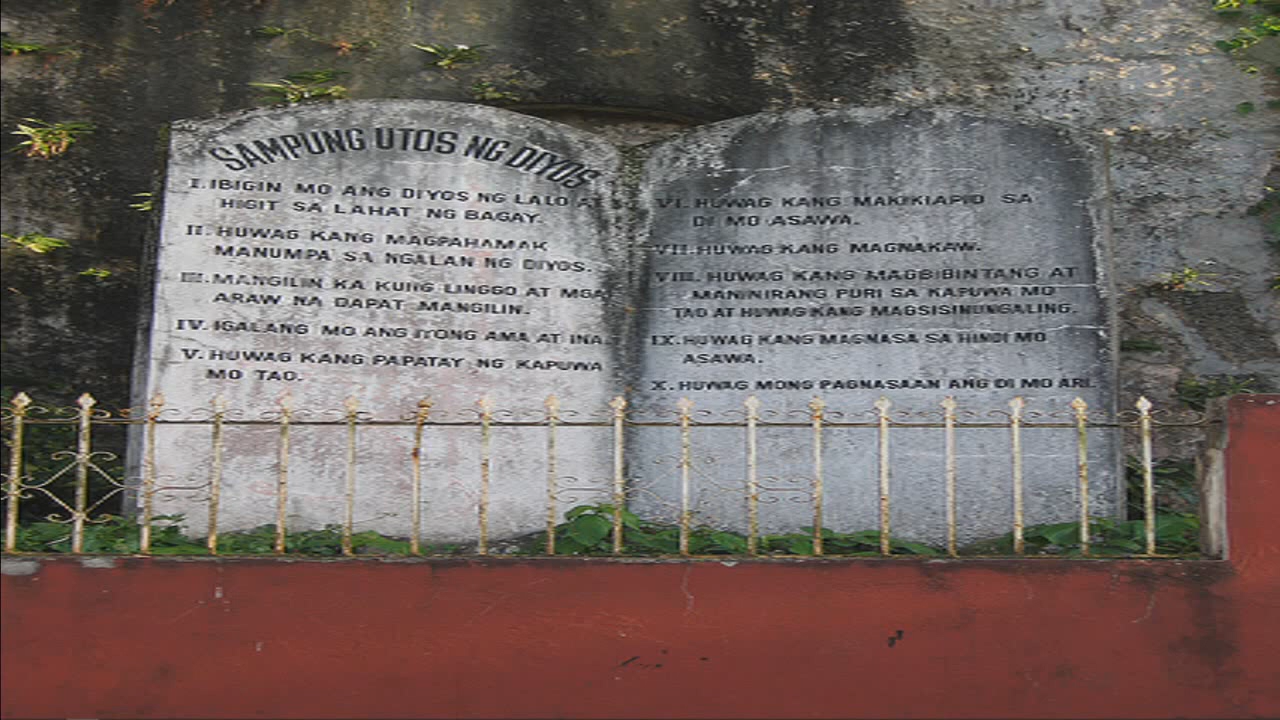 SAMPUNG UTOS NG DIYOS
I. IBIGIN MO ANG DIYOS NG LALO AT
HIGIT SA LAHAT NG BAGAY.
II. HUWAG KANG MAGPAHAMAK
MANUMPA SA NGALAN NG DIYOS.
III. MANGILIN KA KUNG LINGGO AT MGA
ARAW NA DAPAT MANGILIN.
IV. IGALANG MO ANG IYONG AMA AT INA.
V. HUWAG KANG PAPATAY NG KAPUWA
MO TAO.
VI. HUWAG KANG MAKIKIAPID SA
DI MO ASAWA.
VII. HUWAG KANG MAGNAKAW.
VIII. HUWAG KANG MAGBIBINTANG AT
MANINIRANG PURI SA KAPUWA MO
TAO AT HUWAG KANG MAGSISINUNGALING.
IX. HUWAG KANG MAGNASA SA HINDI MO
ASAWA.
X. HUWAG MONG PAGNASAAN ANG DI MO ARI.